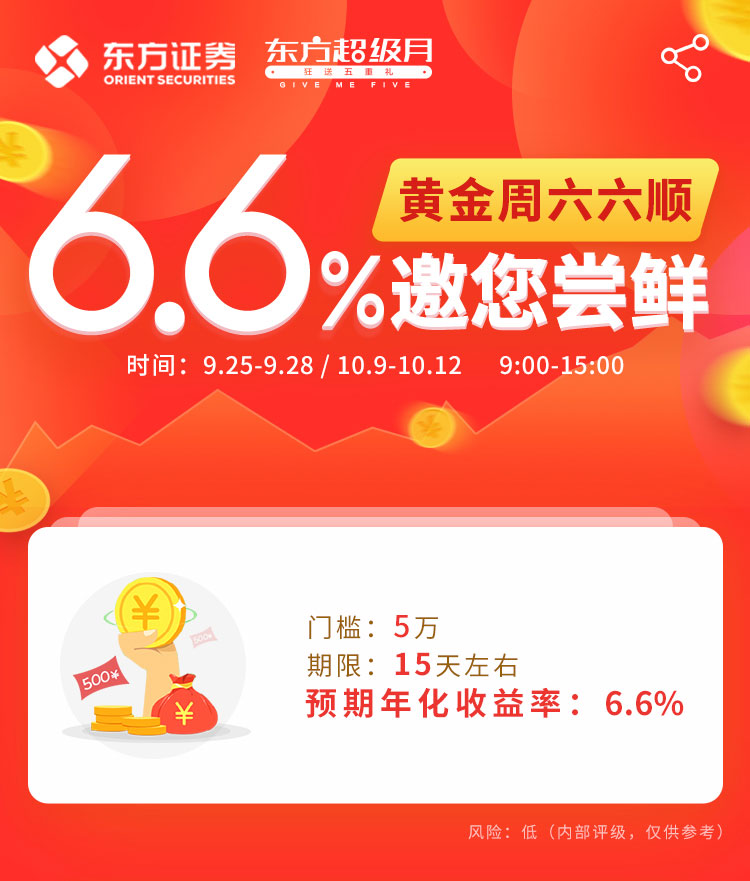 东方证券
ORIENT SECURITIES
东方超级月
狂送五重礼
GIVE ME FIVE
黄金周六六顺
6.6%邀您尝鲜
时间：9.25-9.28 / 10.9-10.12 9:00-15:00
500¥
500¥
门槛：5万
期限：15天左右
预期年化收益率：6.6%
风险：低（内部评级，仅供参考）